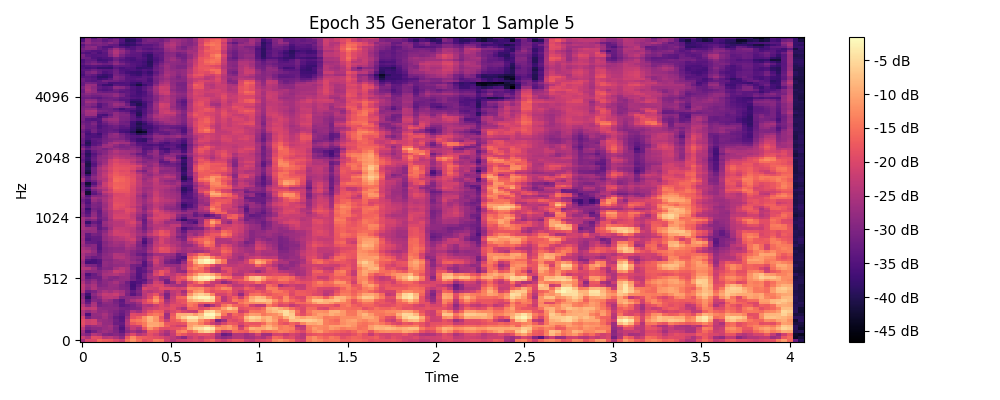 Epoch 35 Generator 1 Sample 5
Hz
4096
2048
1024
512
0
0 0.5 1 1.5 2 2.5 3 3.5 4
Time
-5 dB
-10 dB
-15 dB
-20 dB
-25 dB
-30 dB
-35 dB
-40 dB
-45 dB